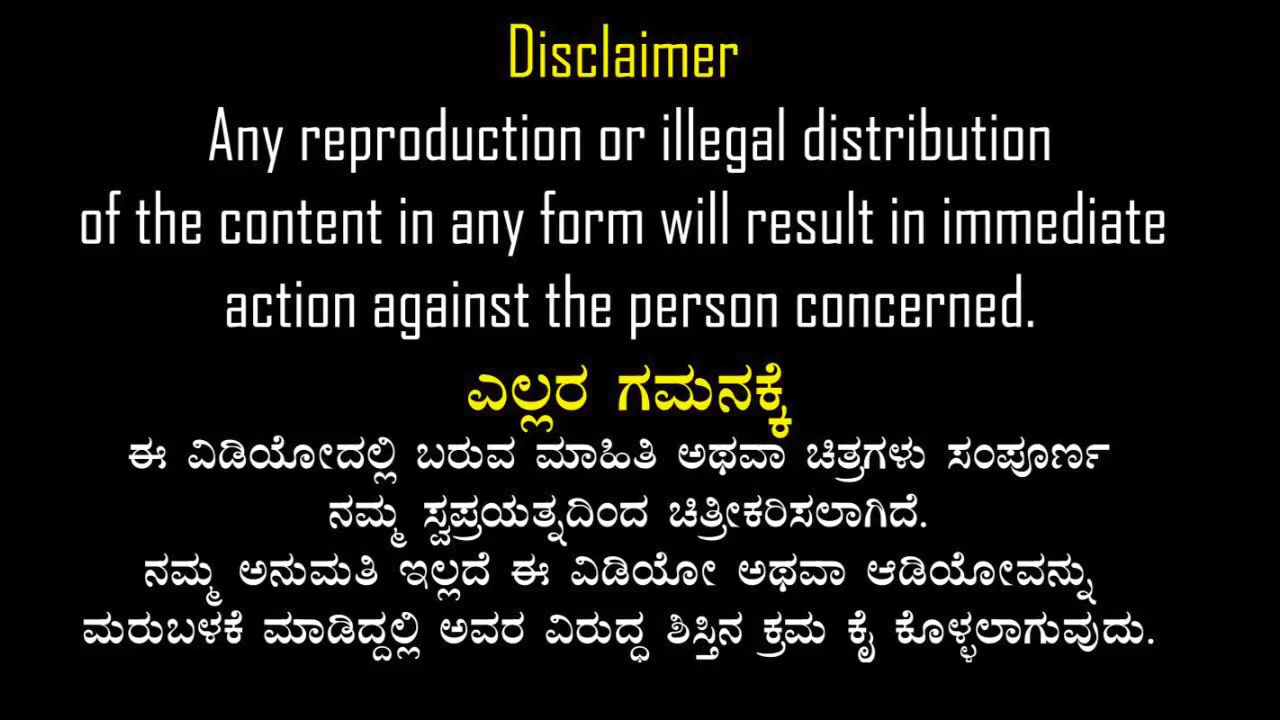 Disclaimer
Any reproduction or illegal distribution
of the content in any form will result in immediate
action against the person concerned.
ಎಲ್ಲರ ಗಮನಕ್ಕೆ
ಈ ವಿಡಿಯೋದಲ್ಲಿ ಬರುವ ಮಾಹಿತಿ ಅಥವಾ ಚಿತ್ರಗಳು ಸಂಪೂರ್ಣ
ನಮ್ಮ ಸ್ವಪ್ರಯತ್ನದಿಂದ ಚಿತ್ರೀಕರಿಸಲಾಗಿದೆ.
ನಮ್ಮ ಅನುಮತಿ ಇಲ್ಲದೆ ಈ ವಿಡಿಯೋ ಅಥವಾ ಆಡಿಯೋವನ್ನು
ಮರುಬಳಕೆ ಮಾಡಿದ್ದಲ್ಲಿ ಅವರ ವಿರುದ್ಧ ಶಿಸ್ತಿನ ಕ್ರಮ ಕೈ ಕೊಳ್ಳಲಾಗುವುದು.